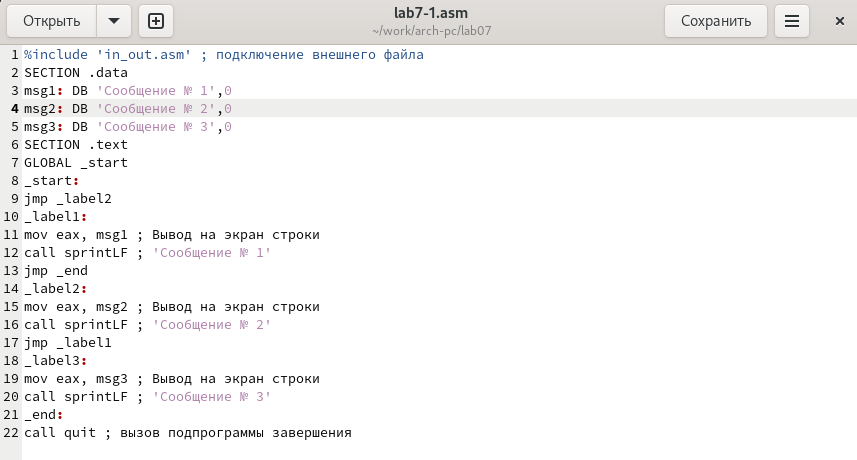 Открыть
lab7-1.asm
~/work/arch-pc/lab07
Сохранить
1 %include 'in_out.asm' ; подключение внешнего файла
2 SECTION .data
3 msg1: DB 'Сообщение № 1',0
4 msg2: DB 'Сообщение № 2',0
5 msg3: DB 'Сообщение № 3',0
6 SECTION .text
7 GLOBAL _start
8 _start:
9 jmp _label2
10 _label1:
11 mov eax, msg1 ; Вывод на экран строки
12 call sprintLF ; 'Сообщение № 1'
13 jmp _end
14 _label2:
15 mov eax, msg2 ; Вывод на экран строки
16 call sprintLF ; 'Сообщение № 2'
17 jmp _label1
18 _label3:
19 mov eax, msg3 ; Вывод на экран строки
20 call sprintLF ; 'Сообщение № 3'
21 _end:
22 call quit ; вызов подпрограммы завершения